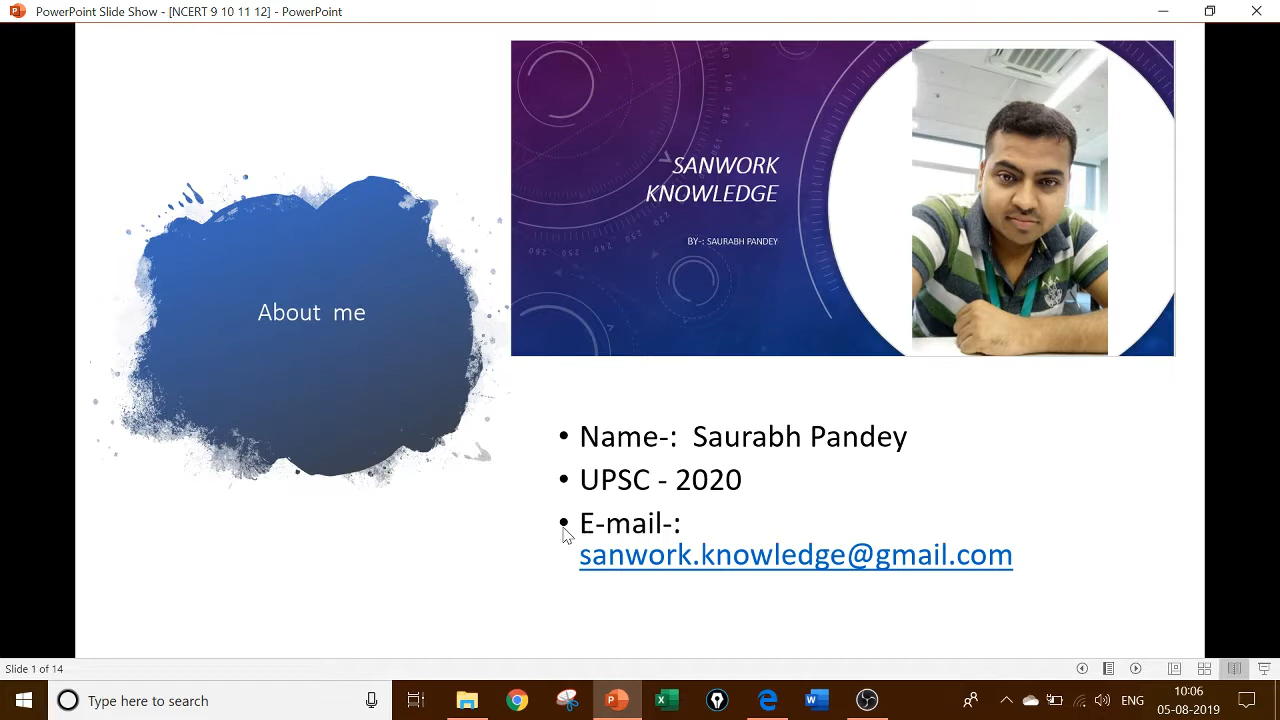 PowerPoint Slide Show - [NCERT 9 10 11 12] - PowerPoint
SANWORK
KNOWLEDGE
BY-: SAURABH PANDEY
About me
• Name-: Saurabh Pandey
• UPSC - 2020
• E-mail-:
sanwork.knowledge@gmail.com
Slide 1 of 14
Type here to search
ENG
10:06
05-08-2019